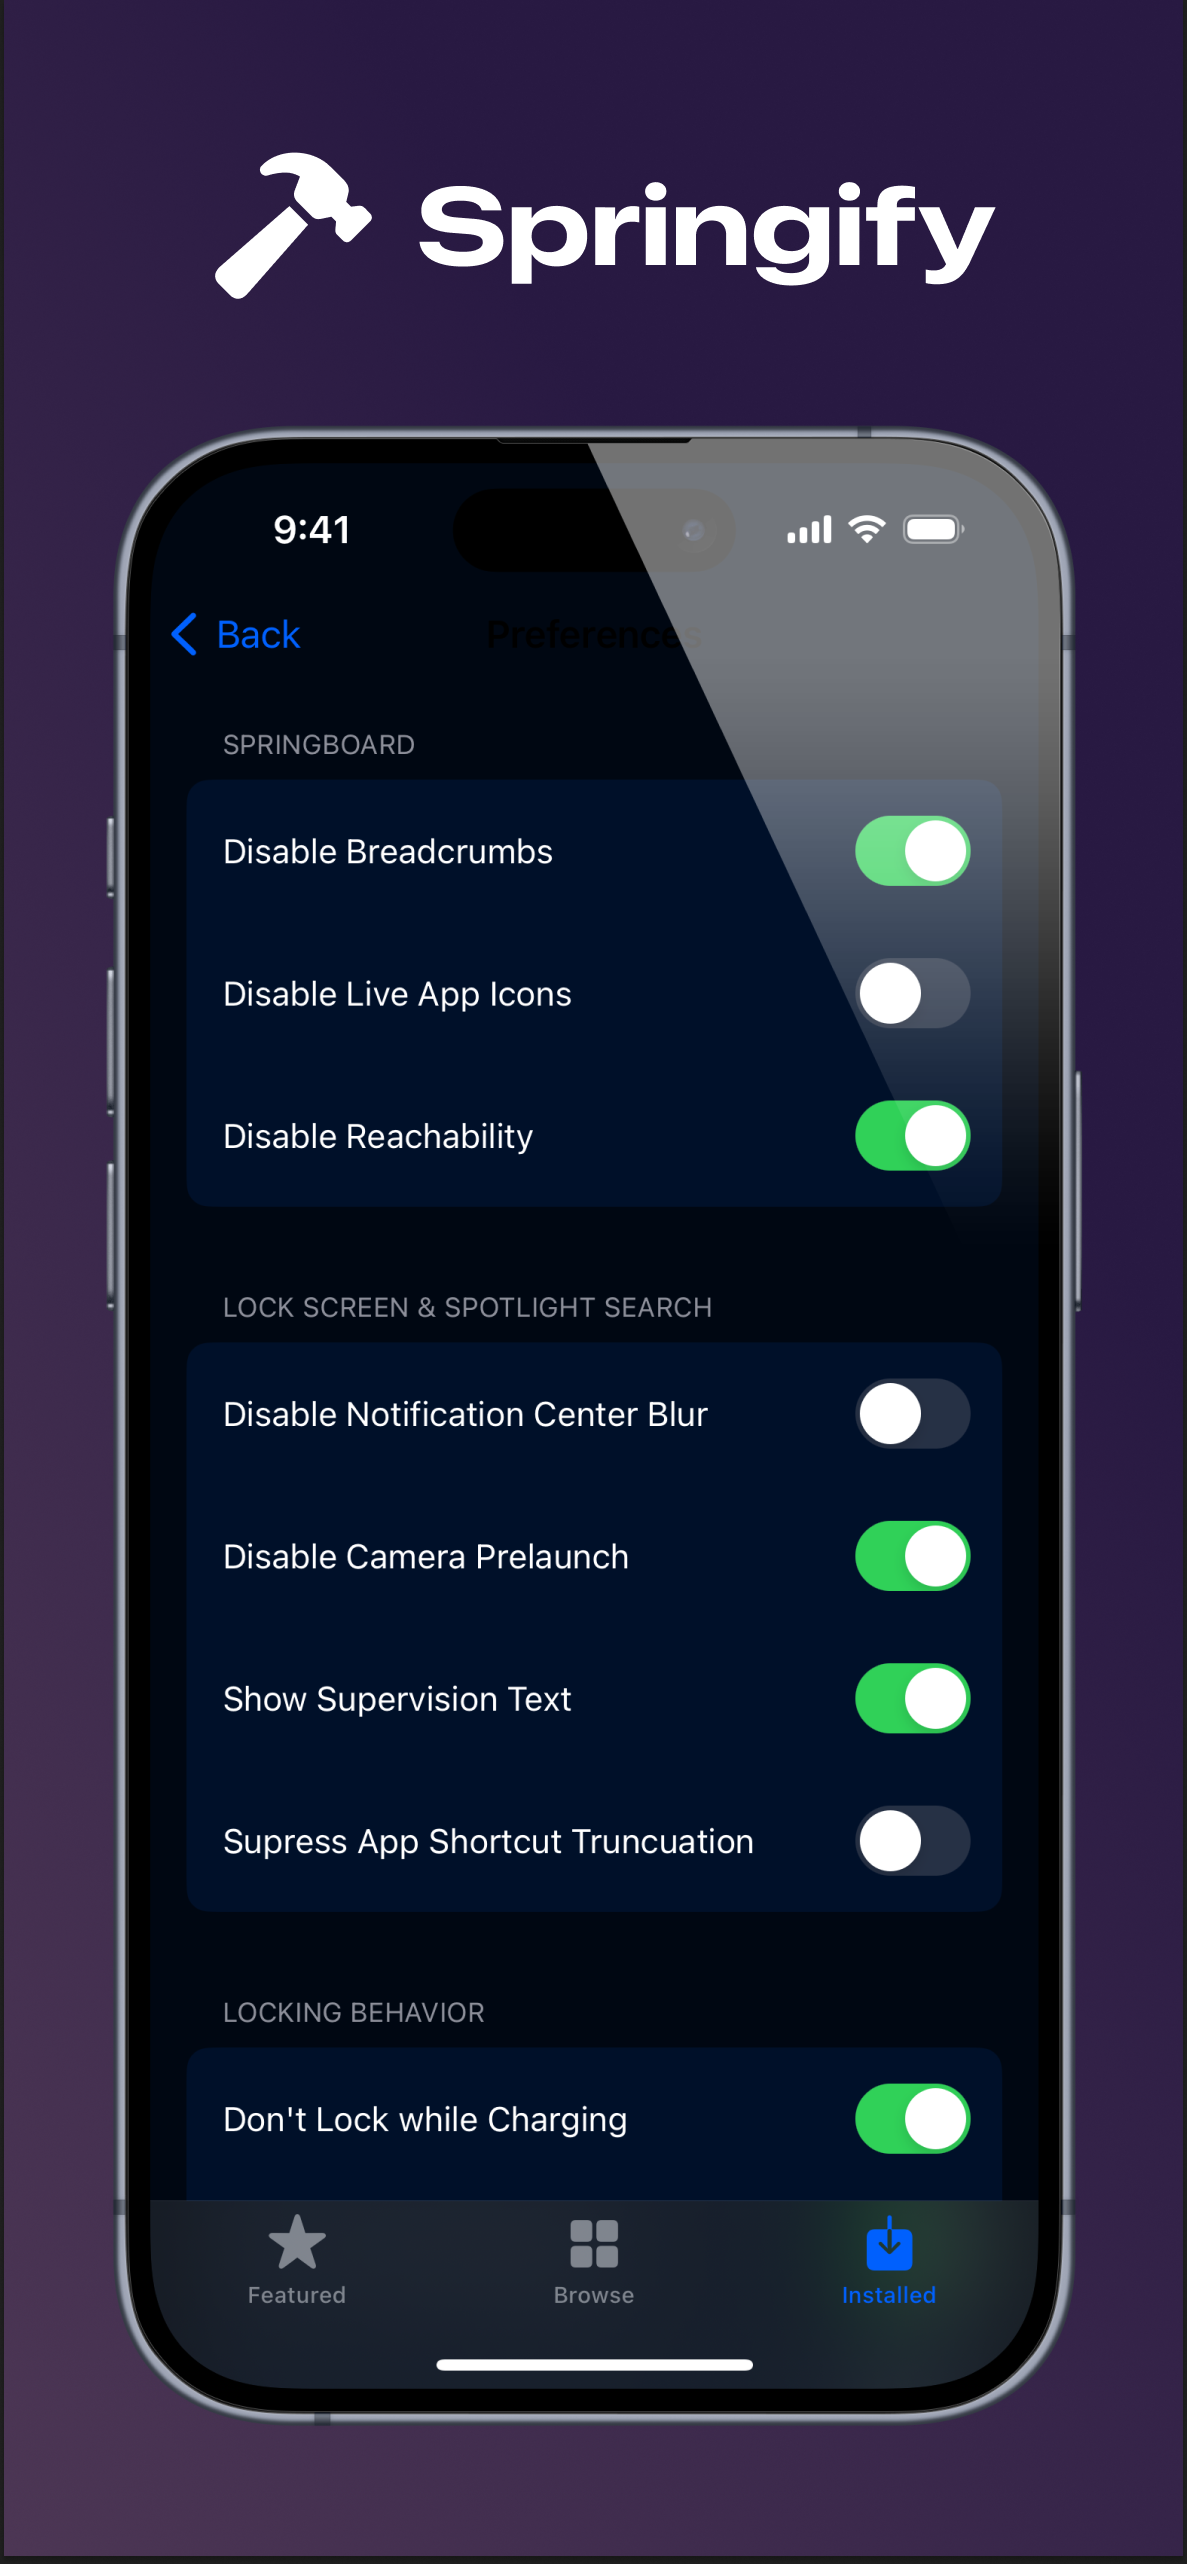 Springify
9:41
Back
Preferences
SPRINGBOARD
Disable Breadcrumbs
Disable Live App Icons
Disable Reachability
LOCK SCREEN & SPOTLIGHT SEARCH
Disable Notification Center Blur
Disable Camera Prelaunch
Show Supervision Text
Supress App Shortcut Truncuation
LOCKING BEHAVIOR
Don't Lock while Charging
Featured
Browse
Installed